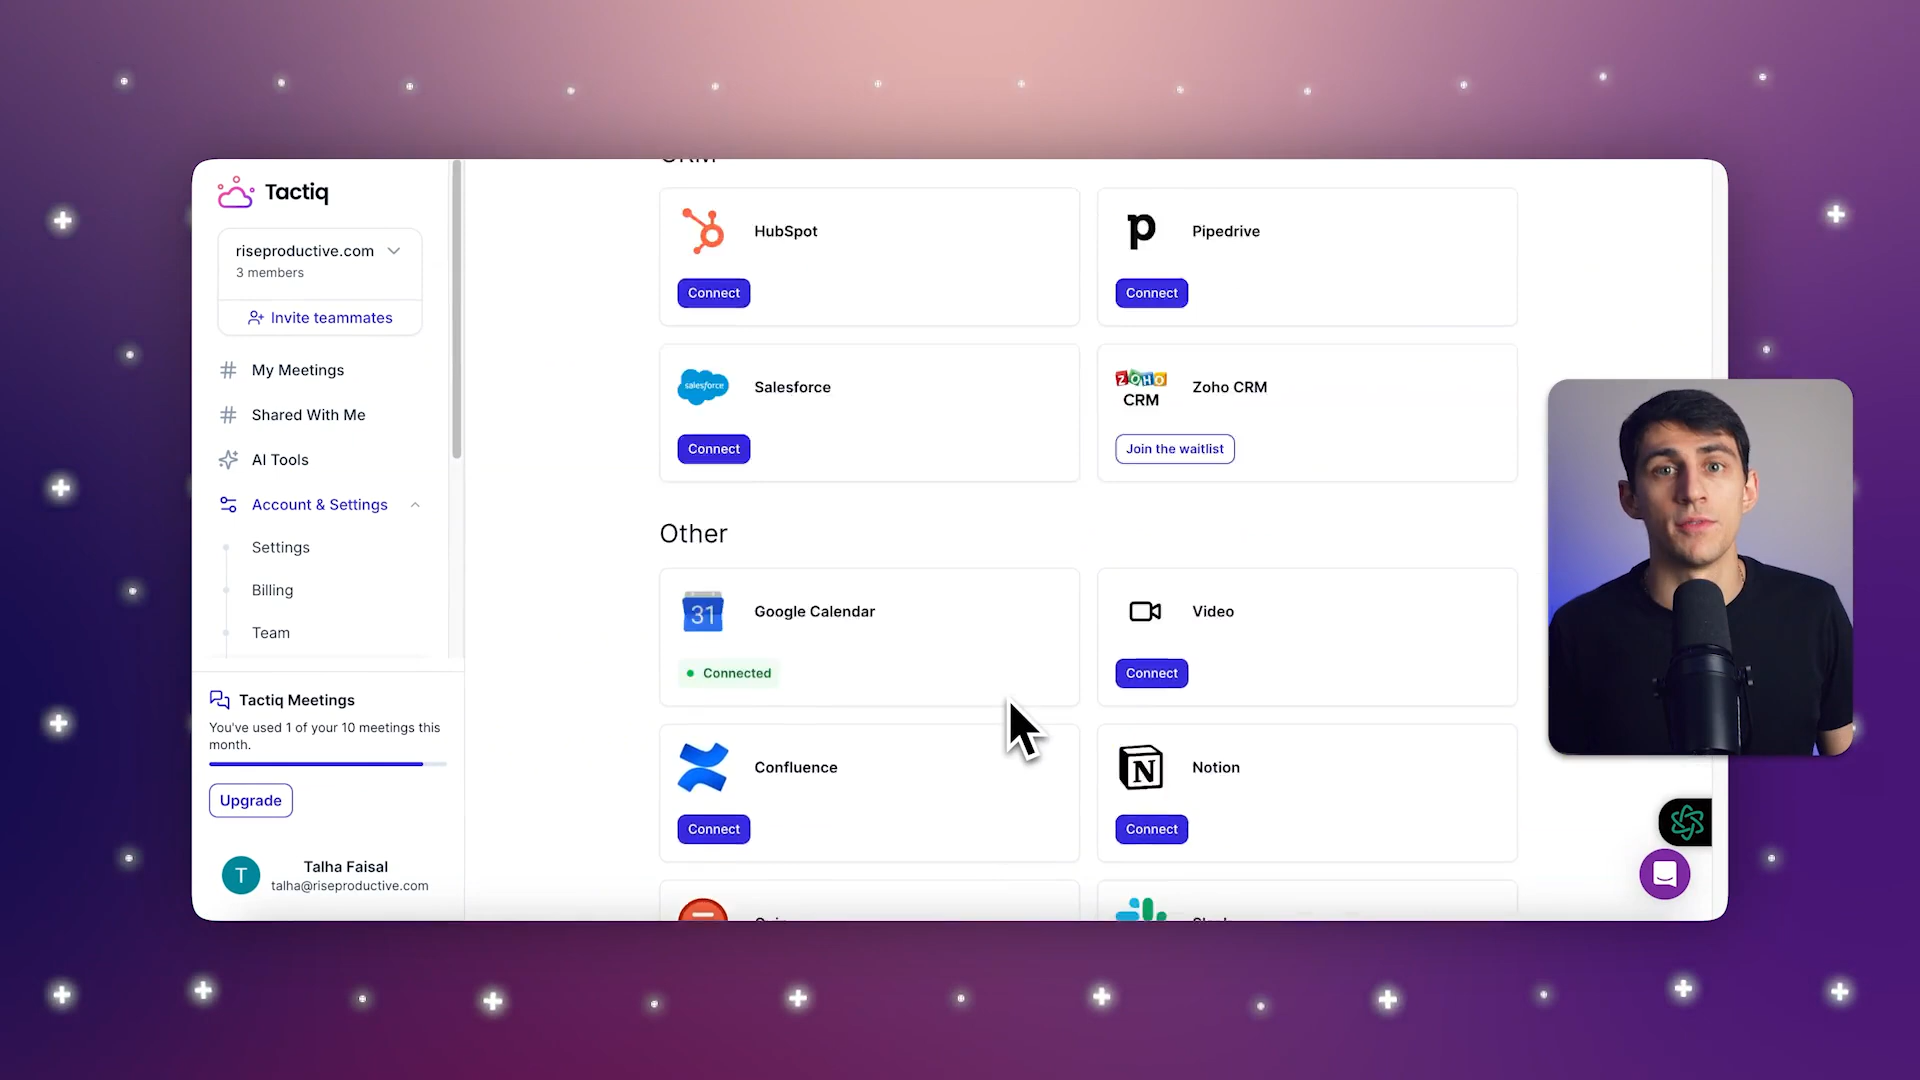 Tactiq
riseproductive.com
3 members
Invite teammates
My Meetings
Shared With Me
AI Tools
Account & Settings
Settings
Billing
Team
Tactiq Meetings
You've used 1 of your 10 meetings this
month.
Upgrade
T
Talha Faisal
talha@riseproductive.com
HubSpot
Connect
p
Pipedrive
Connect
salesforce
Salesforce
Connect
ZOHO
CRM
Zoho CRM
Join the waitlist
Other
31
Google Calendar
Connected
Video
Connect
Confluence
Connect
N
Notion
Connect